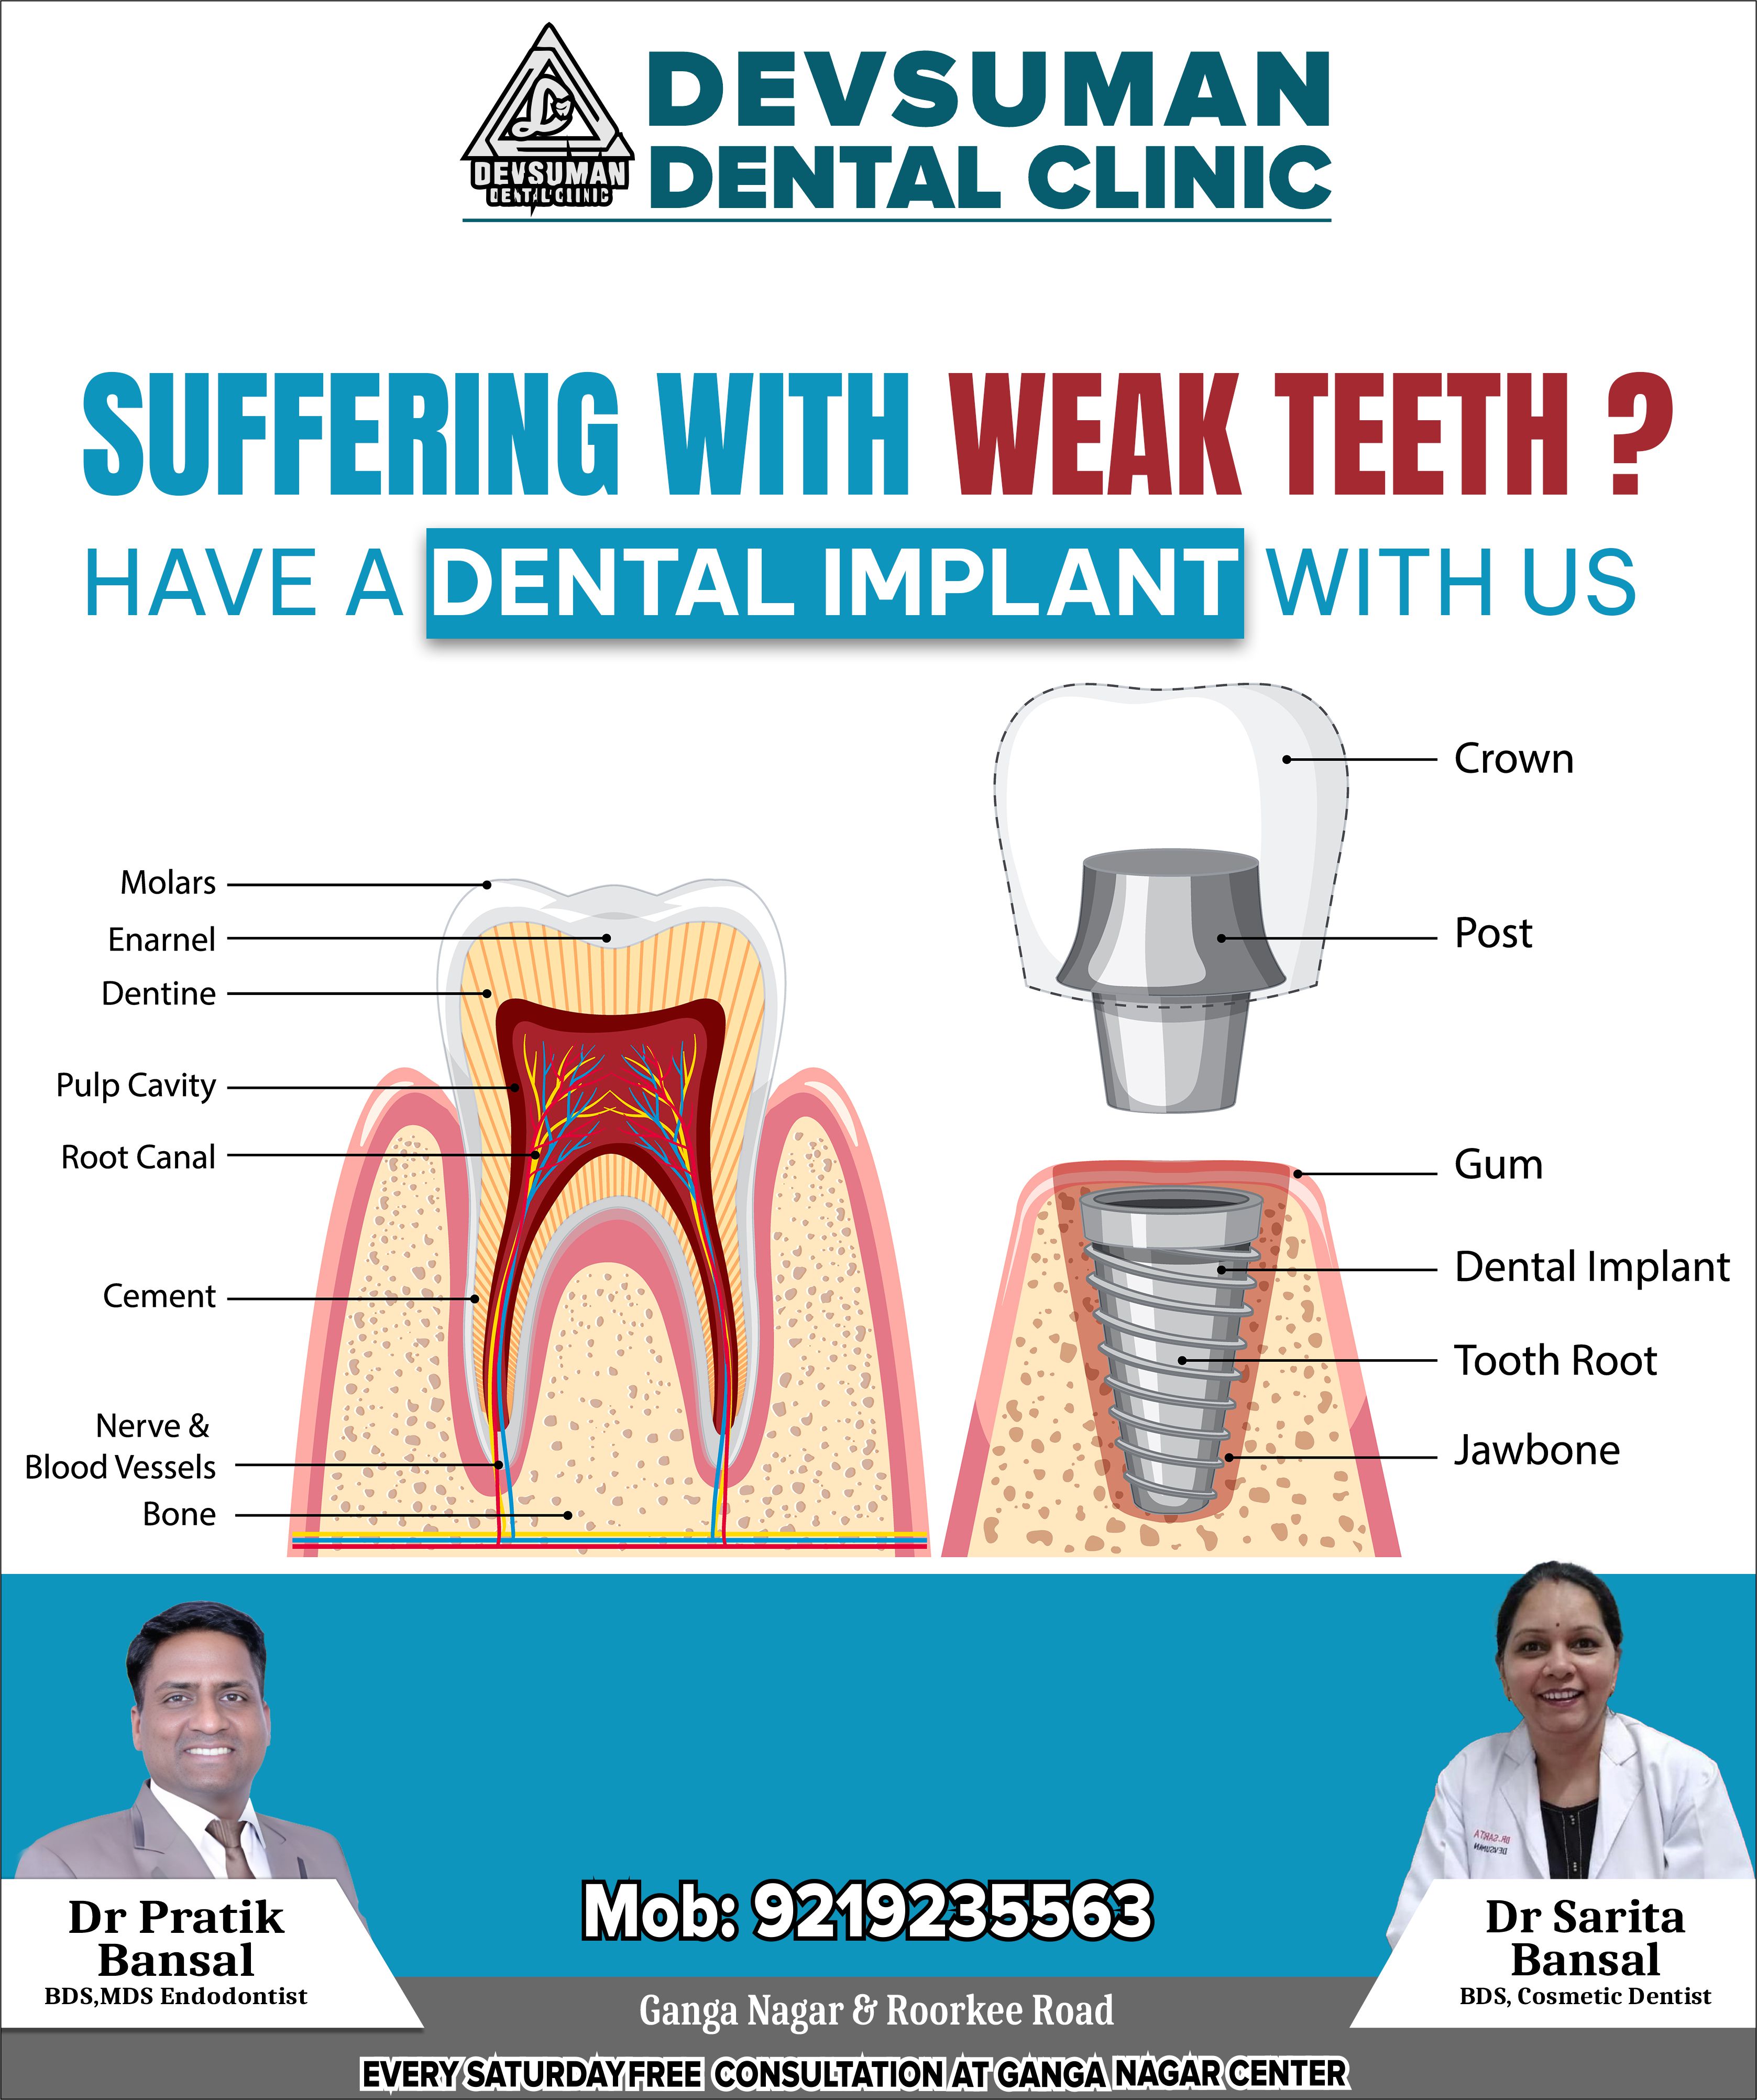 DEVSUMAN
DENTAL CLINIC
DEVSUMAN
DENTAL CLINIC
SUFFERING WITH WEAK TEETH ?
HAVE A DENTAL IMPLANT WITH US
Molars
Enarnel
Dentine
Pulp Cavity
Root Canal
Cement
Nerve &
Blood Vessels
Bone
Crown
Post
Gum
Dental Implant
Tooth Root
Jawbone
DR.SARITA
DEVSUMAN
Dr Pratik
Bansal
BDS,MDS Endodontist
Mob: 9219235563
Dr Sarita
Bansal
BDS, Cosmetic Dentist
Ganga Nagar & Roorkee Road
EVERY SATURDAY FREE CONSULTATION AT GANGA NAGAR CENTER